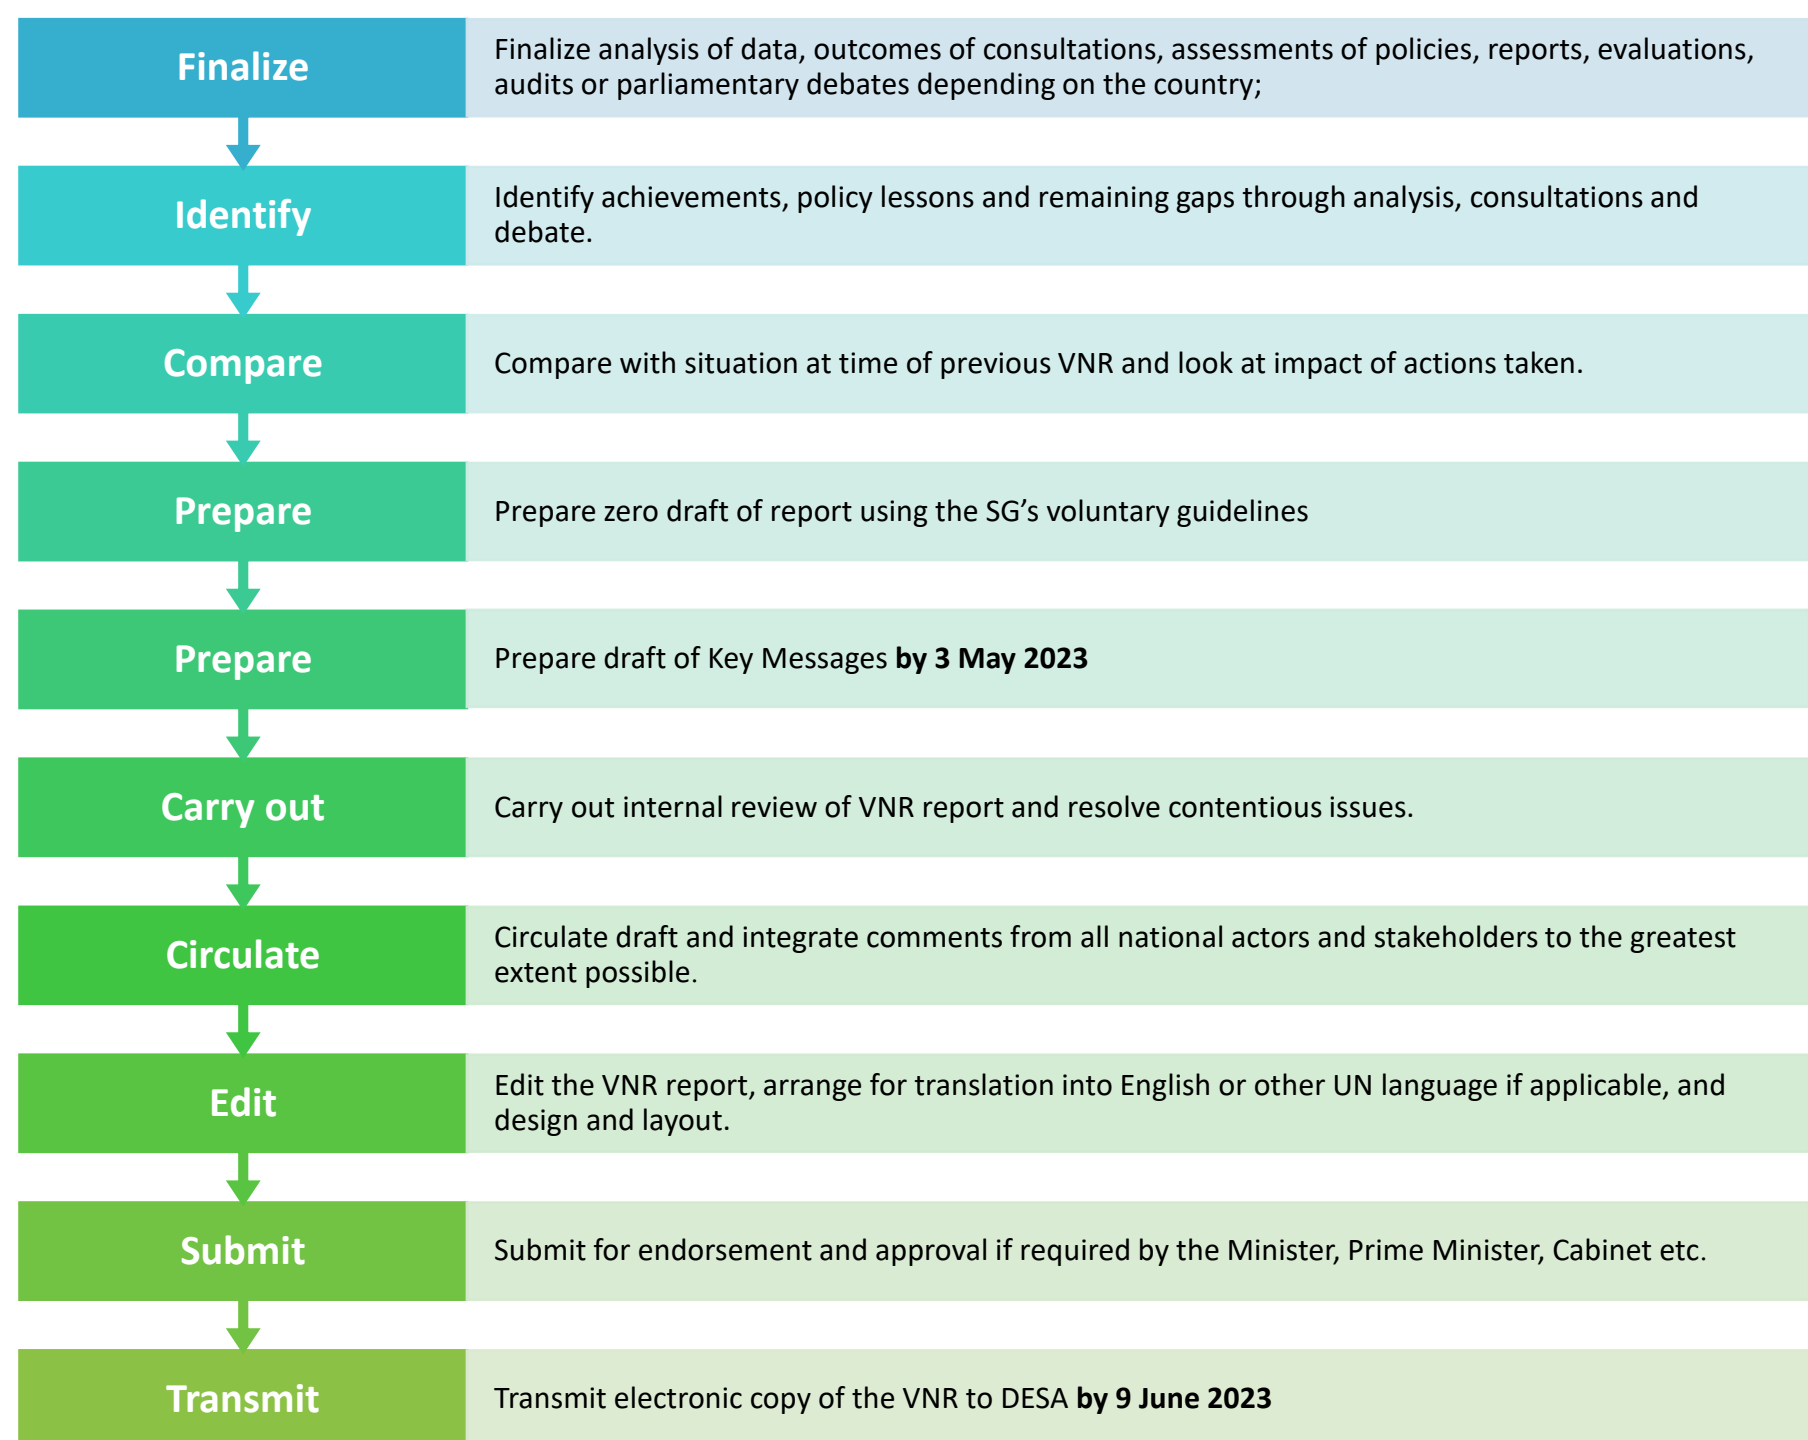 Finalize
Finalize analysis of data, outcomes of consultations, assessments of policies, reports, evaluations,
audits or parliamentary debates depending on the country;
Identify
Identify achievements, policy lessons and remaining gaps through analysis, consultations and
debate.
Compare
Compare with situation at time of previous VNR and look at impact of actions taken.
Prepare
Prepare zero draft of report using the SG’s voluntary guidelines
Prepare
Prepare draft of Key Messages by 3 May 2023
Carry out
Carry out internal review of VNR report and resolve contentious issues.
Circulate
Circulate draft and integrate comments from all national actors and stakeholders to the greatest
extent possible.
Edit
Edit the VNR report, arrange for translation into English or other UN language if applicable, and
design and layout.
Submit
Submit for endorsement and approval if required by the Minister, Prime Minister, Cabinet etc.
Transmit
Transmit electronic copy of the VNR to DESA by 9 June 2023